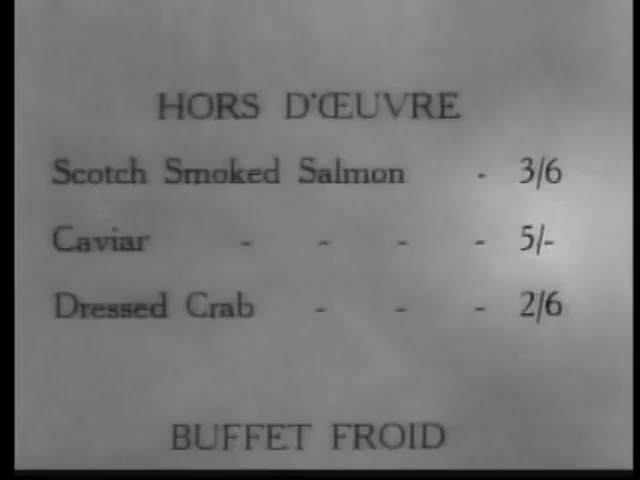 HORS D'ŒUVRE
Scotch Smoked Salmon - 3/6
Caviar - - - - 5/-
Dressed Crab - - - 2/6
BUFFET FROID